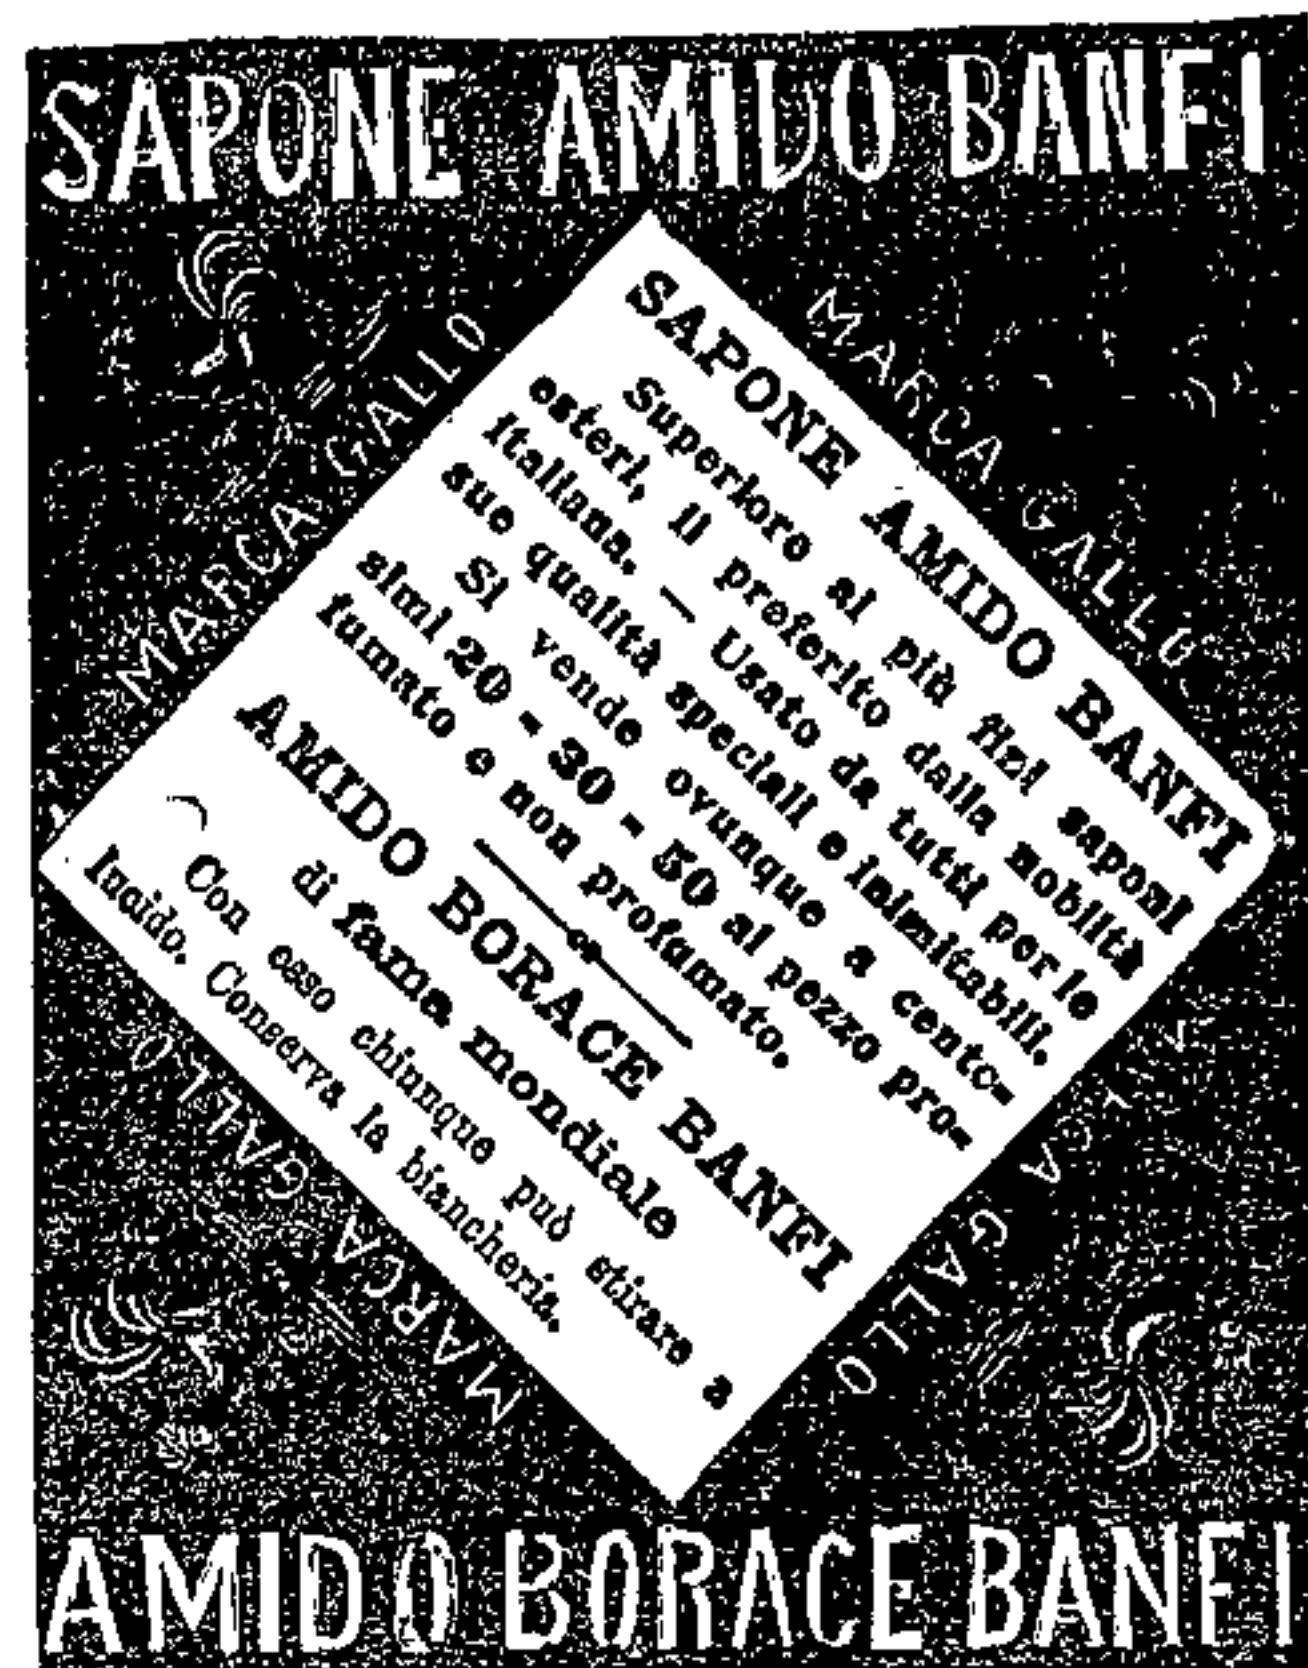 SAPONE AMIDO BANFI
MARCA GALLO
MARCA GALLO
SAPONE AMIDO BANFI
Superiore ai più fini saponi
esteri, il preferito dalla nobiltà
italiana. — Usato da tutti per le
sue qualità speciali e inimitabili.
Si vende ovunque a cente-
simi 20 - 30 - 50 al pezzo pro-
fumato e non profumato.
AMIDO BORACE BANFI
di fama mondiale
Con esso chiunque può stirare a
lucido. Conserva la biancheria.
MARCA GALLO
GALLO
AMIDO BORACE BANFI